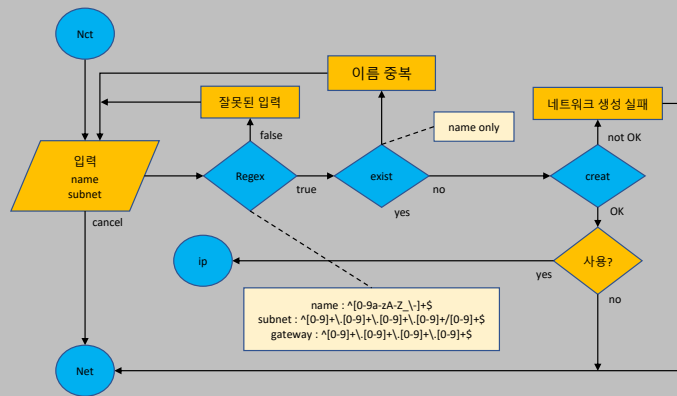 Nct
이름 중복
잘못된 입력
네트워크 생성 실패
false
name only
not OK
입력
name
subnet
Regex
true
exist
no
yes
creat
OK
cancel
ip
yes
사용?
no
name : ^[0-9a-zA-Z_\-]+$
subnet : ^[0-9]+\.[0-9]+\.[0-9]+\.[0-9]+/[0-9]+$
gateway : ^[0-9]+\.[0-9]+\.[0-9]+\.[0-9]+$
Net